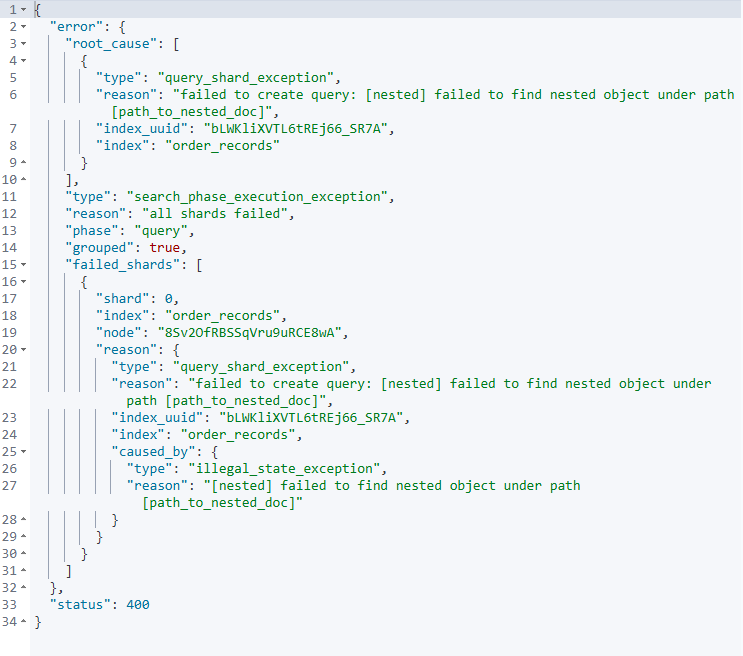 1 {
2 "error": {
3 "root_cause": [
4 {
5 "type": "query_shard_exception",
6 "reason": "failed to create query: [nested] failed to find nested object under path
[path_to_nested_doc]",
7 "index_uuid": "bLWKliXVTL6tREj66_SR7A",
8 "index": "order_records"
9 }
10 ],
11 "type": "search_phase_execution_exception",
12 "reason": "all shards failed",
13 "phase": "query",
14 "grouped": true,
15 "failed_shards": [
16 {
17 "shard": 0,
18 "index": "order_records",
19 "node": "8Sv2OfRBSSqVru9uRCE8wA",
20 "reason": {
21 "type": "query_shard_exception",
22 "reason": "failed to create query: [nested] failed to find nested object under
path [path_to_nested_doc]",
23 "index_uuid": "bLWKliXVTL6tREj66_SR7A",
24 "index": "order_records",
25 "caused_by": {
26 "type": "illegal_state_exception",
27 "reason": "[nested] failed to find nested object under path
[path_to_nested_doc]"
28 }
29 }
30 }
31 ]
32 },
33 "status": 400
34 }